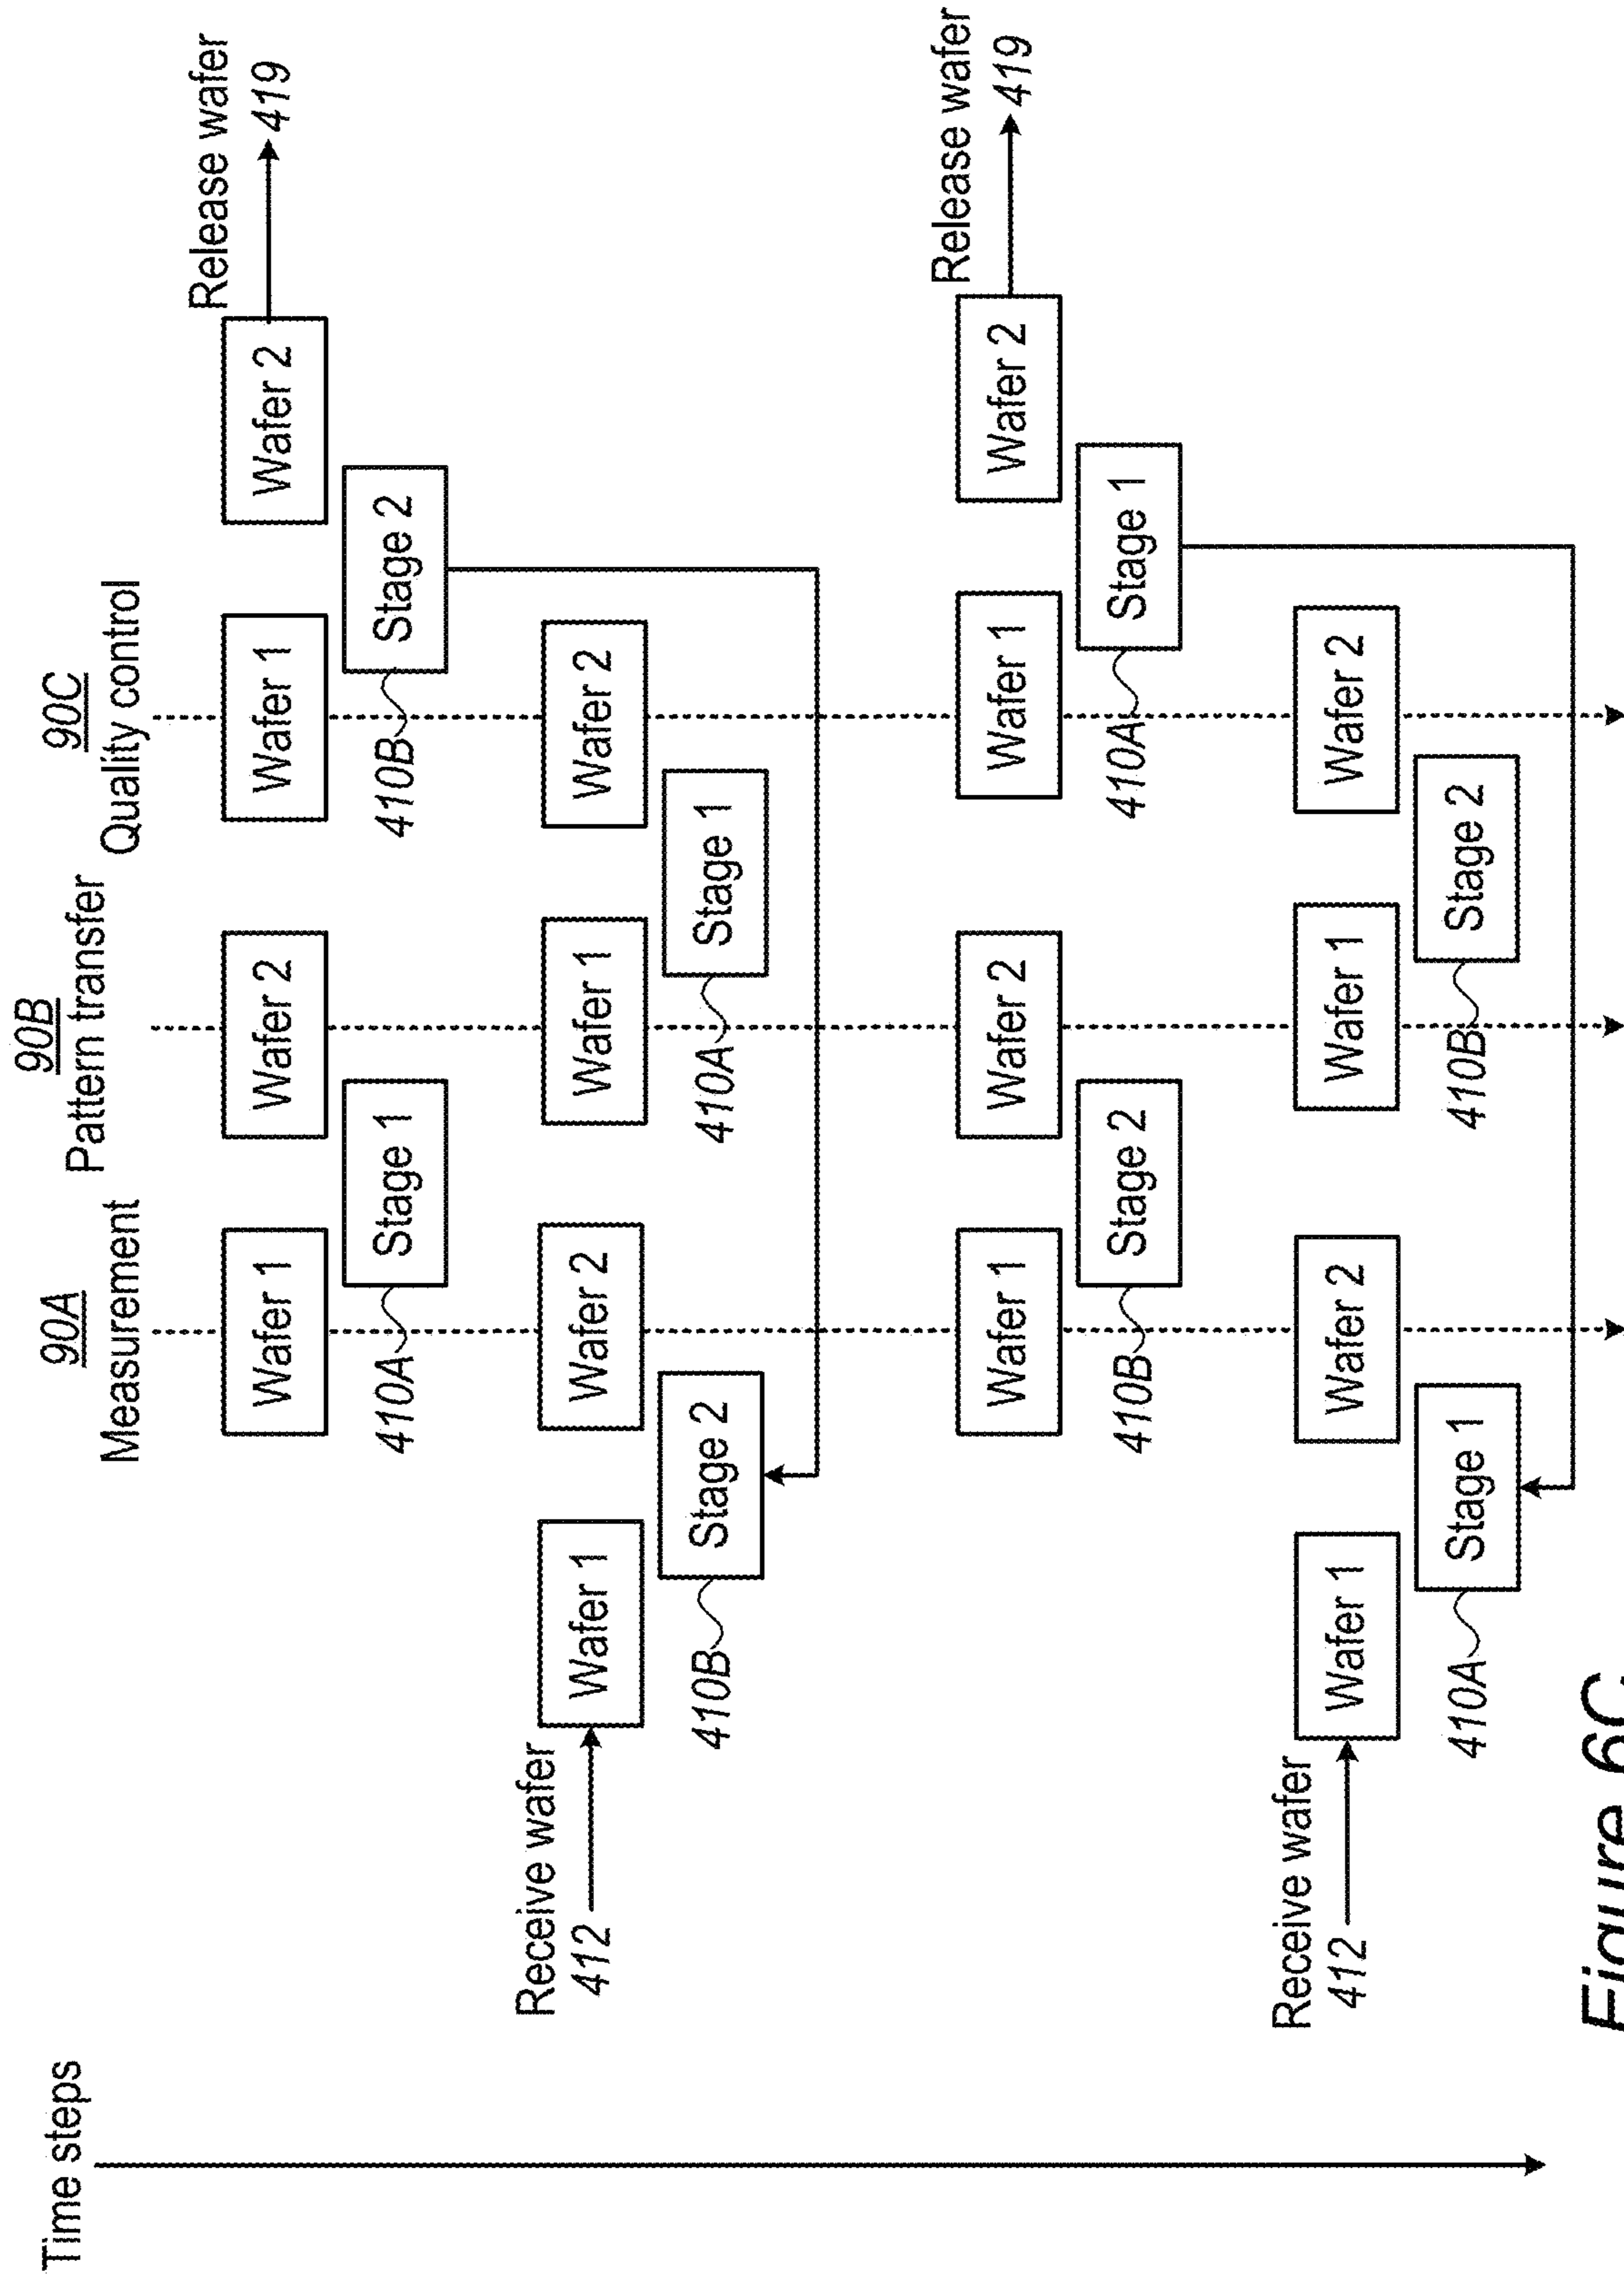 Time steps
90A
Measurement
90B
Pattern transfer
90C
Quality control
Wafer 1
Wafer 2
Wafer 1
Wafer 2
Release wafer
419
410A
Stage 1
410B
Stage 2
Receive wafer
412
Wafer 1
Wafer 2
Wafer 1
Wafer 2
410B
Stage 2
410A
Stage 1
Wafer 1
Wafer 2
Wafer 1
Wafer 2
Release wafer
419
410B
Stage 2
410A
Stage 1
Receive wafer
412
Wafer 1
Wafer 2
Wafer 1
Wafer 2
410A
Stage 1
410B
Stage 2
Figure 6C